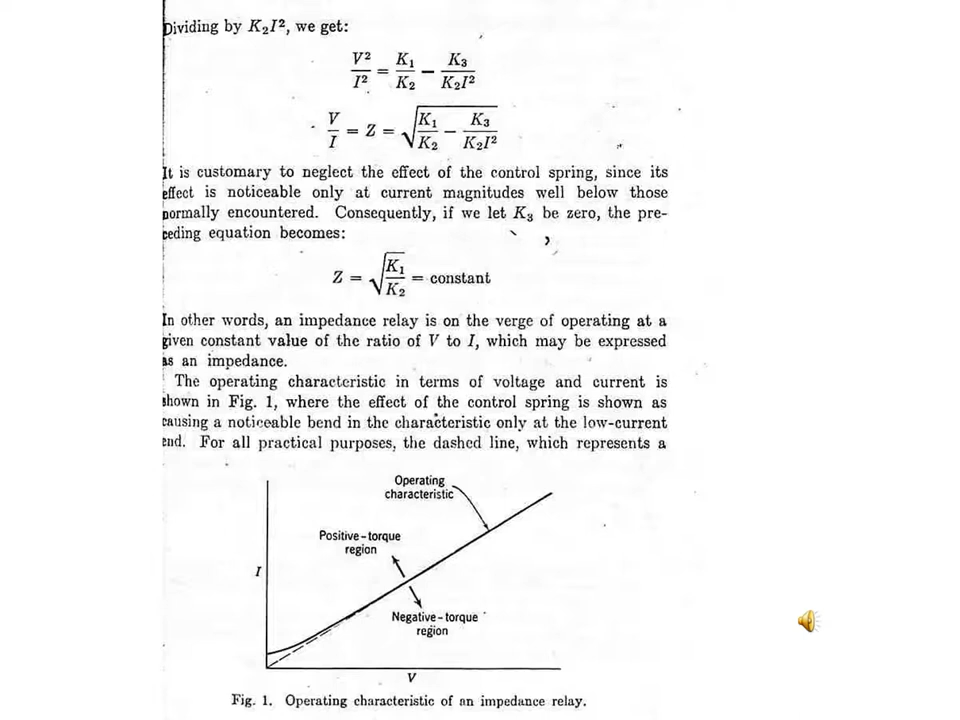 Dividing by K₂I², we get:
V²/I² = K₁/K₂ − K₃/K₂I²
V/I = Z = √(K₁/K₂ − K₃/K₂I²)
It is customary to neglect the effect of the control spring, since its
effect is noticeable only at current magnitudes well below those
normally encountered. Consequently, if we let K₃ be zero, the pre-
ceding equation becomes:
Z = √(K₁/K₂) = constant
In other words, an impedance relay is on the verge of operating at a
given constant value of the ratio of V to I, which may be expressed
as an impedance.
The operating characteristic in terms of voltage and current is
shown in Fig. 1, where the effect of the control spring is shown as
causing a noticeable bend in the characteristic only at the low-current
end. For all practical purposes, the dashed line, which represents a
Operating
characteristic
Positive-torque
region
I
Negative-torque
region
V
Fig. 1. Operating characteristic of an impedance relay.